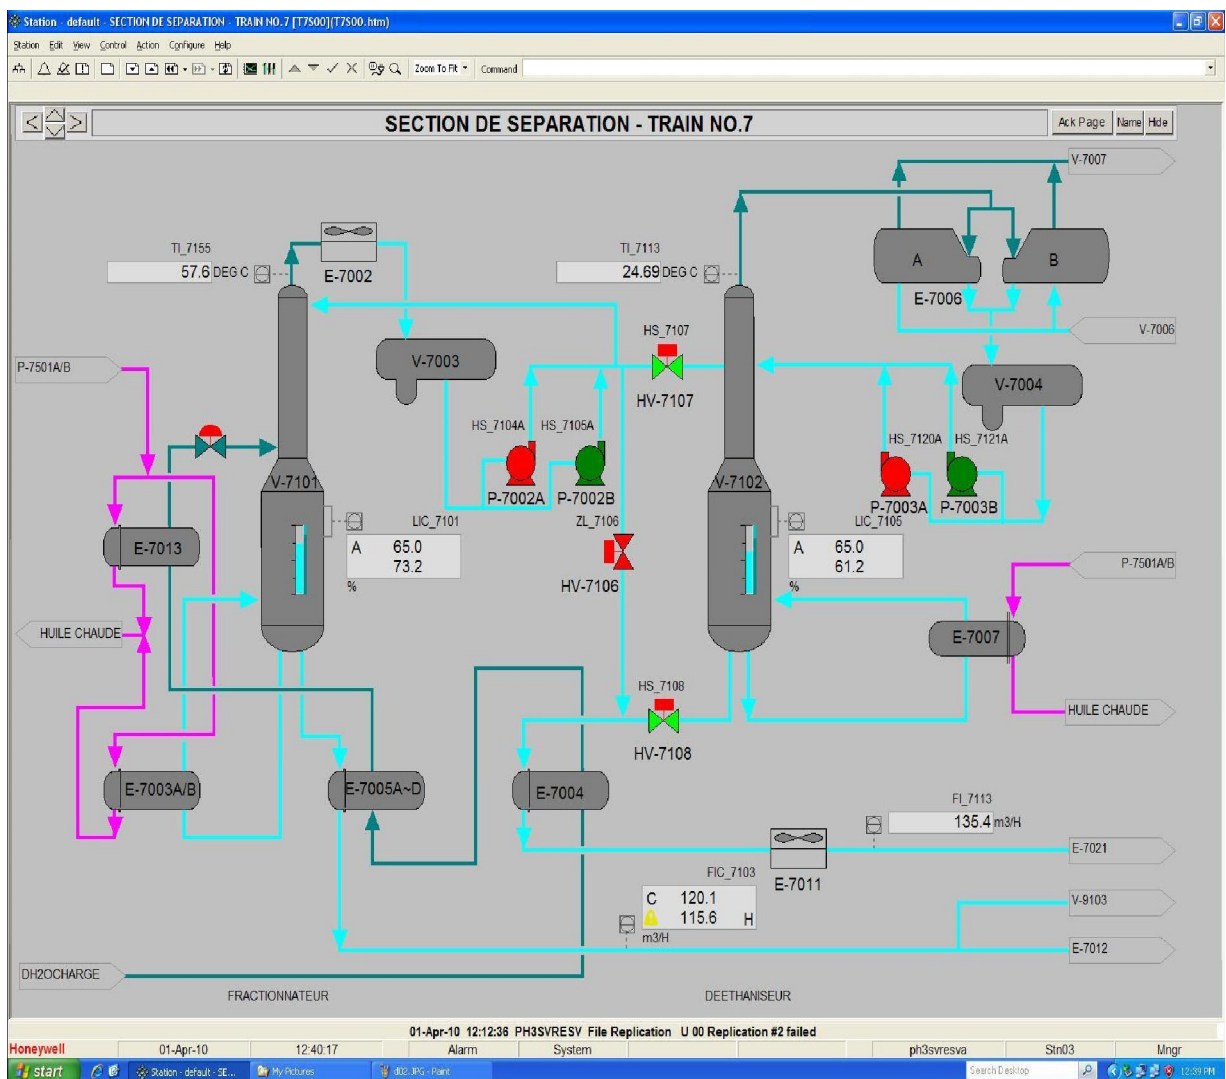 Station - default - SECTION DE SEPARATION - TRAIN NO.7 [T7S00](T7S00.htm)
Station Edit View Control Action Configure Help
Zoom To Fit Command
SECTION DE SEPARATION - TRAIN NO.7
Ack Page Name Hide
V-7007
TI_7155
57.6 DEG C
E-7002
TI_7113
24.69 DEG C
A B
E-7006
V-7006
HS_7107
P-7501A/B
V-7003
HV-7107
V-7004
HS_7104A HS_7105A
HS_7120A HS_7121A
V-7101
P-7002A P-7002B
V-7102
P-7003A P-7003B
LIC_7101
A 65.0
73.2
%
ZL_7106
HV-7106
LIC_7105
A 65.0
61.2
%
E-7013
P-7501A/B
HUILE CHAUDE
E-7007
HS_7108
HV-7108
HUILE CHAUDE
E-7003A/B
E-7005A~D
E-7004
FI_7113
135.4 m3/H
E-7011
E-7021
FIC_7103
C 120.1
115.6 H
m3/H
V-9103
E-7012
DH2OCHARGE
FRACTIONNATEUR
DEETHANISEUR
01-Apr-10 12:12:36 PH3SVRESV File Replication U 00 Replication #2 failed
Honeywell 01-Apr-10 12:40:17 Alarm System ph3svresva Stn03 Mngr
start Station - default - SE... My Pictures d02.JPG - Paint Search Desktop 12:39 PM